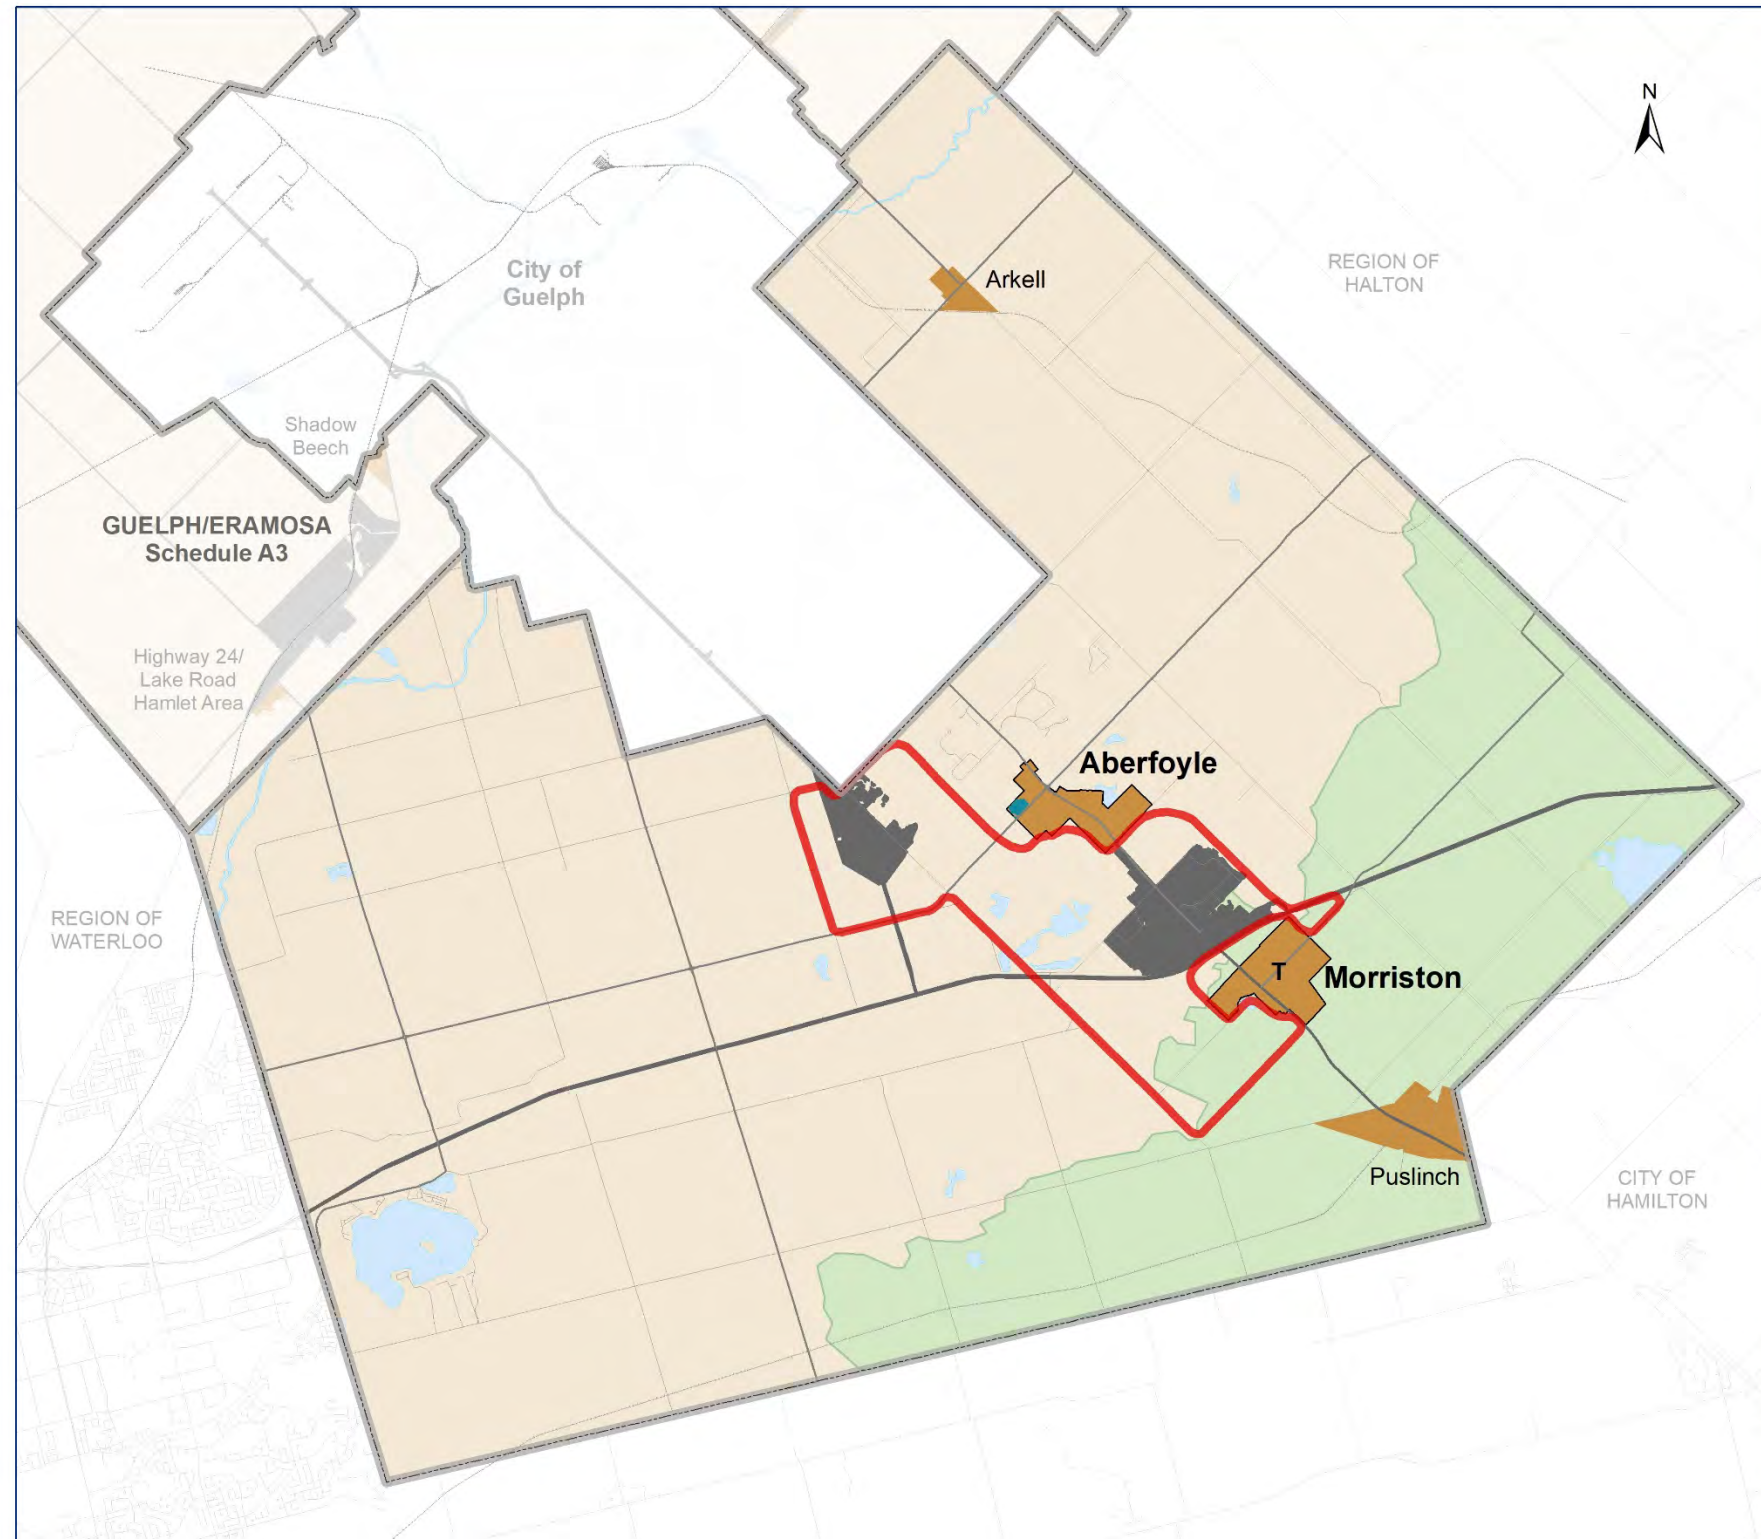 N
City of
Guelph
Arkell
REGION OF
HALTON
Shadow
Beech
GUELPH/ERAMOSA
Schedule A3
Highway 24/
Lake Road
Hamlet Area
Aberfoyle
REGION OF
WATERLOO
T
Morriston
Puslinch
CITY OF
HAMILTON